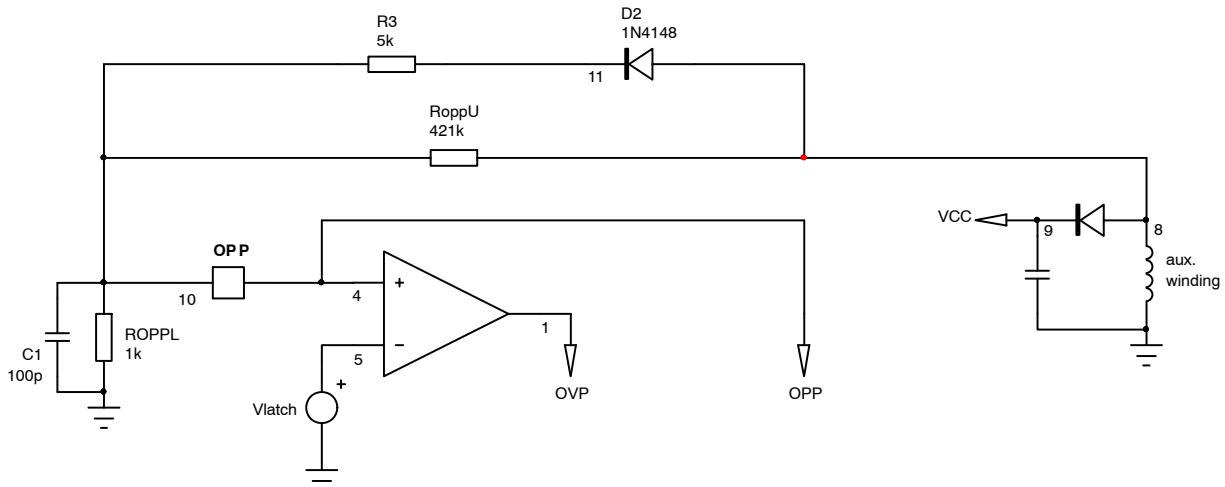 D2
1N4148
R3
5k
11
RoppU
421k
VCC
9
8
aux.
winding
OPP
10
4
+
ROPPL
1k
C1
100p
5
−
1
+
Vlatch
OVP
OPP